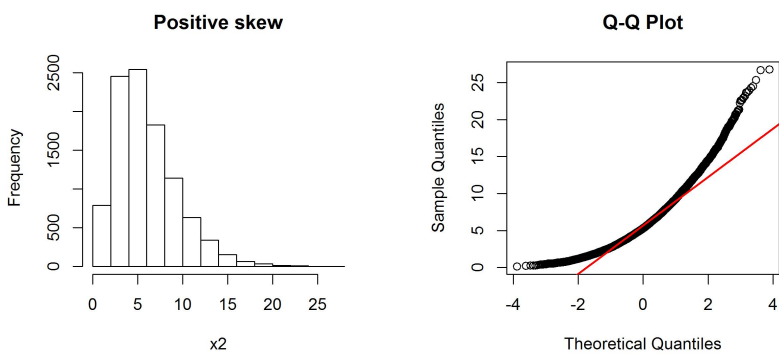 Positive skew
Frequency
0
500
1500
2500
0 5 10 15 20 25
x2
Q-Q Plot
Sample Quantiles
0
5
10
15
20
25
-4 -2 0 2 4
Theoretical Quantiles